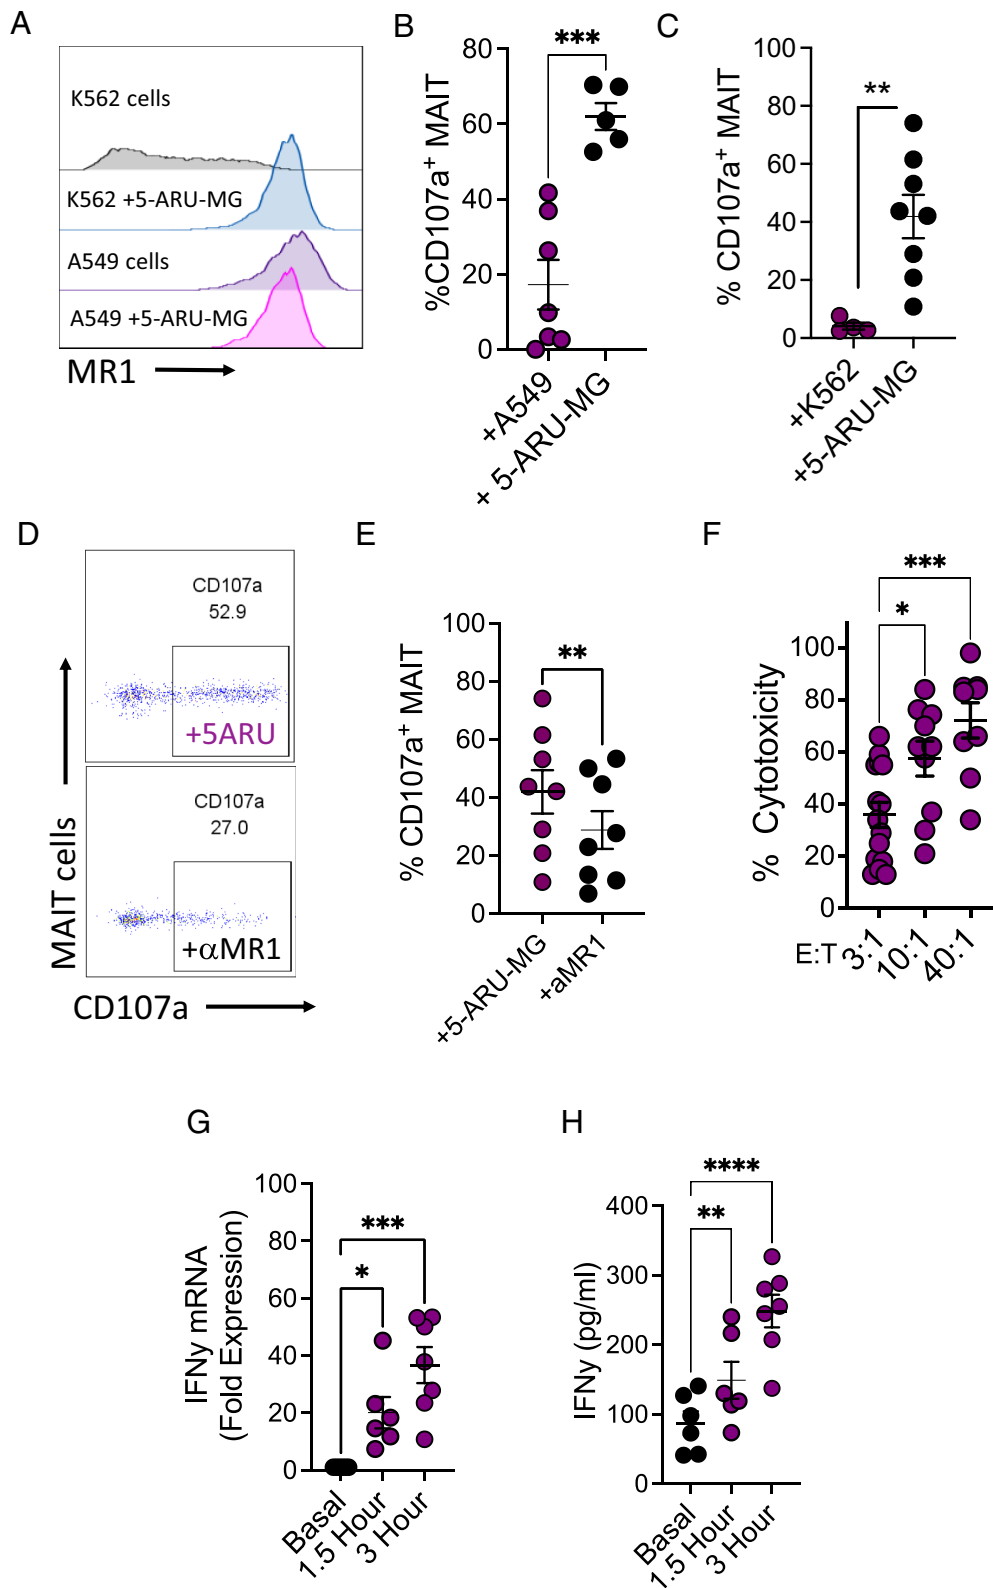 A
K562 cells
K562 +5-ARU-MG
A549 cells
A549 +5-ARU-MG
MR1
B
***
%CD107a+ MAIT
80
60
40
20
0
+A549
+ 5-ARU-MG
C
**
% CD107a+ MAIT
100
80
60
40
20
0
+K562
+5-ARU-MG
D
CD107a
52.9
+5ARU
CD107a
27.0
+αMR1
MAIT cells
CD107a
E
**
% CD107a+ MAIT
100
80
60
40
20
0
+5-ARU-MG
+aMR1
F
***
*
% Cytotoxicity
100
80
60
40
20
0
E:T
3:1
10:1
40:1
G
***
*
IFNy mRNA
(Fold Expression)
100
80
60
40
20
0
Basal
1.5 Hour
3 Hour
H
****
**
IFNy (pg/ml)
400
300
200
100
0
Basal
1.5 Hour
3 Hour